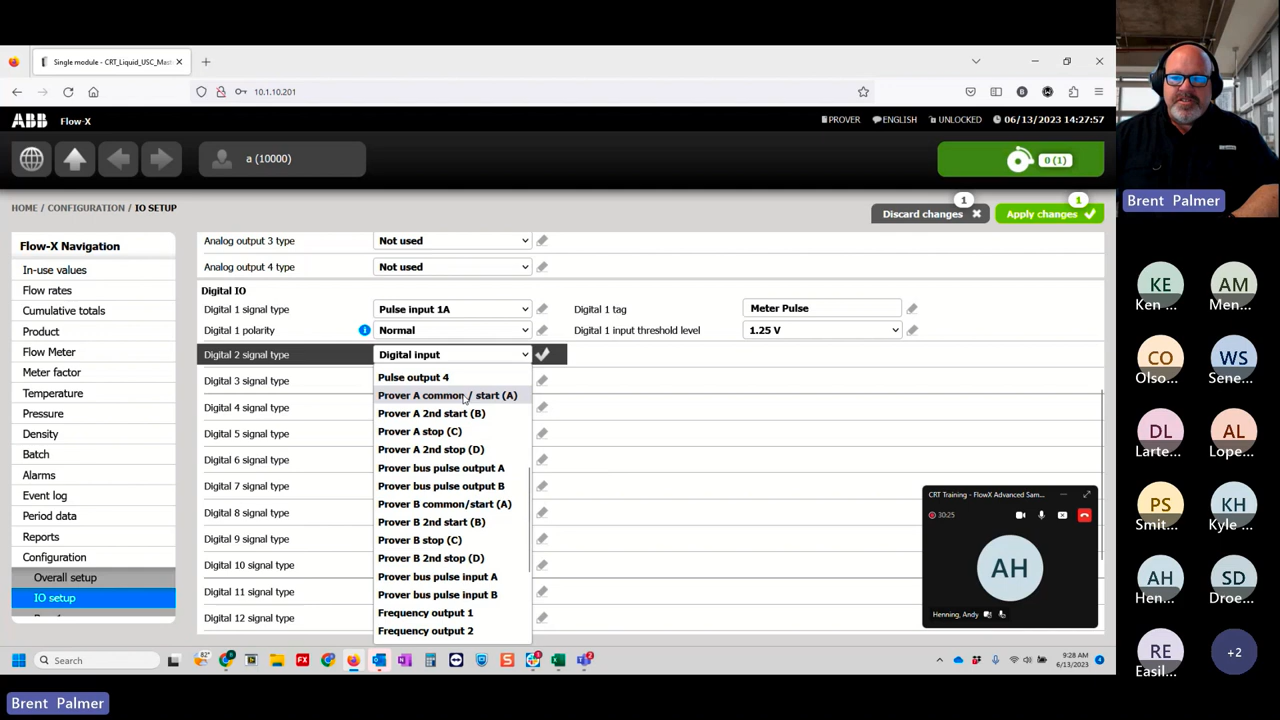 Single module - CRT_Liquid_USC_Mast
10.1.10.201
ABB Flow-X
PROVER ENGLISH UNLOCKED 06/13/2023 14:27:57
a (10000)
0 (1)
HOME / CONFIGURATION / IO SETUP
1
1
Discard changes
Apply changes
Flow-X Navigation
In-use values
Flow rates
Cumulative totals
Product
Flow Meter
Meter factor
Temperature
Pressure
Density
Batch
Alarms
Event log
Period data
Reports
Configuration
Overall setup
IO setup
Analog output 3 type Not used
Analog output 4 type Not used
Digital IO
Digital 1 signal type Pulse input 1A Digital 1 tag Meter Pulse
Digital 1 polarity Normal Digital 1 input threshold level 1.25 V
Digital 2 signal type Digital input
Digital 3 signal type
Digital 4 signal type
Digital 5 signal type
Digital 6 signal type
Digital 7 signal type
Digital 8 signal type
Digital 9 signal type
Digital 10 signal type
Digital 11 signal type
Digital 12 signal type
Pulse output 4
Prover A common / start (A)
Prover A 2nd start (B)
Prover A stop (C)
Prover A 2nd stop (D)
Prover bus pulse output A
Prover bus pulse output B
Prover B common/start (A)
Prover B 2nd start (B)
Prover B stop (C)
Prover B 2nd stop (D)
Prover bus pulse input A
Prover bus pulse input B
Frequency output 1
Frequency output 2
CRT Training - FlowX Advanced Sam...
30:25
AH
Henning, Andy
Search
82°
9:28 AM
6/13/2023
Brent Palmer
Brent Palmer
KE
Ken ...
AM
Men...
CO
Olso...
WS
Sene...
DL
Larte...
AL
Lope...
PS
Smit...
KH
Kyle ...
AH
Hen...
SD
Droe...
RE
Easil...
+2